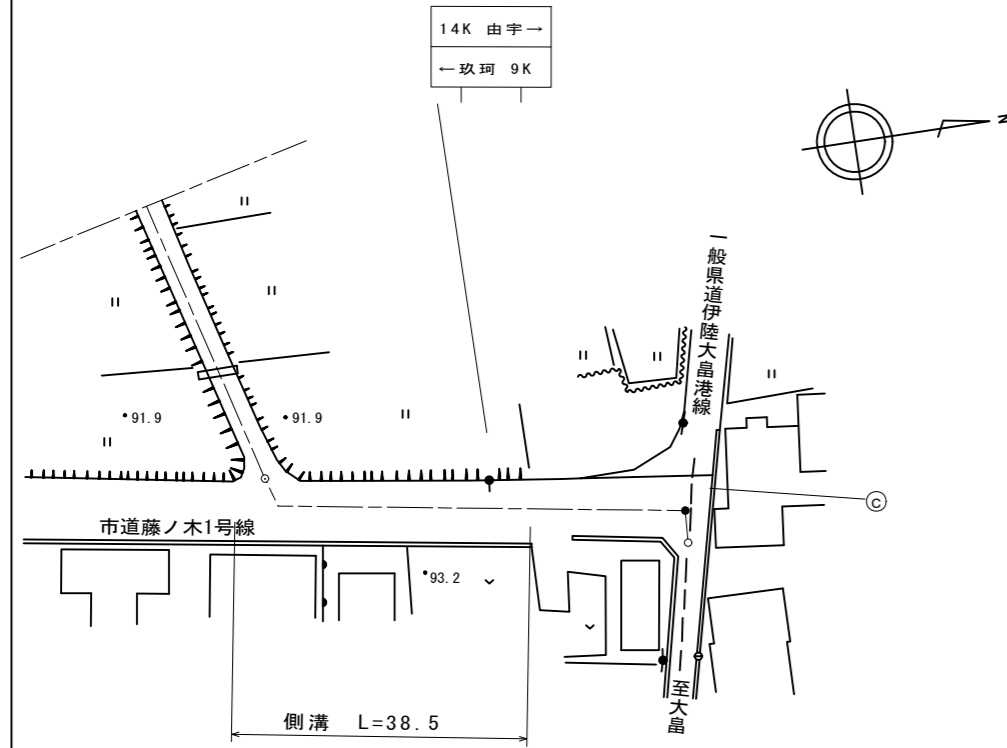 14K 由宇→
←玖珂 9K
N
一般県道伊陸大畠港線
91.9
91.9
C
市道藤ノ木1号線
93.2
至大畠
側溝 L=38.5